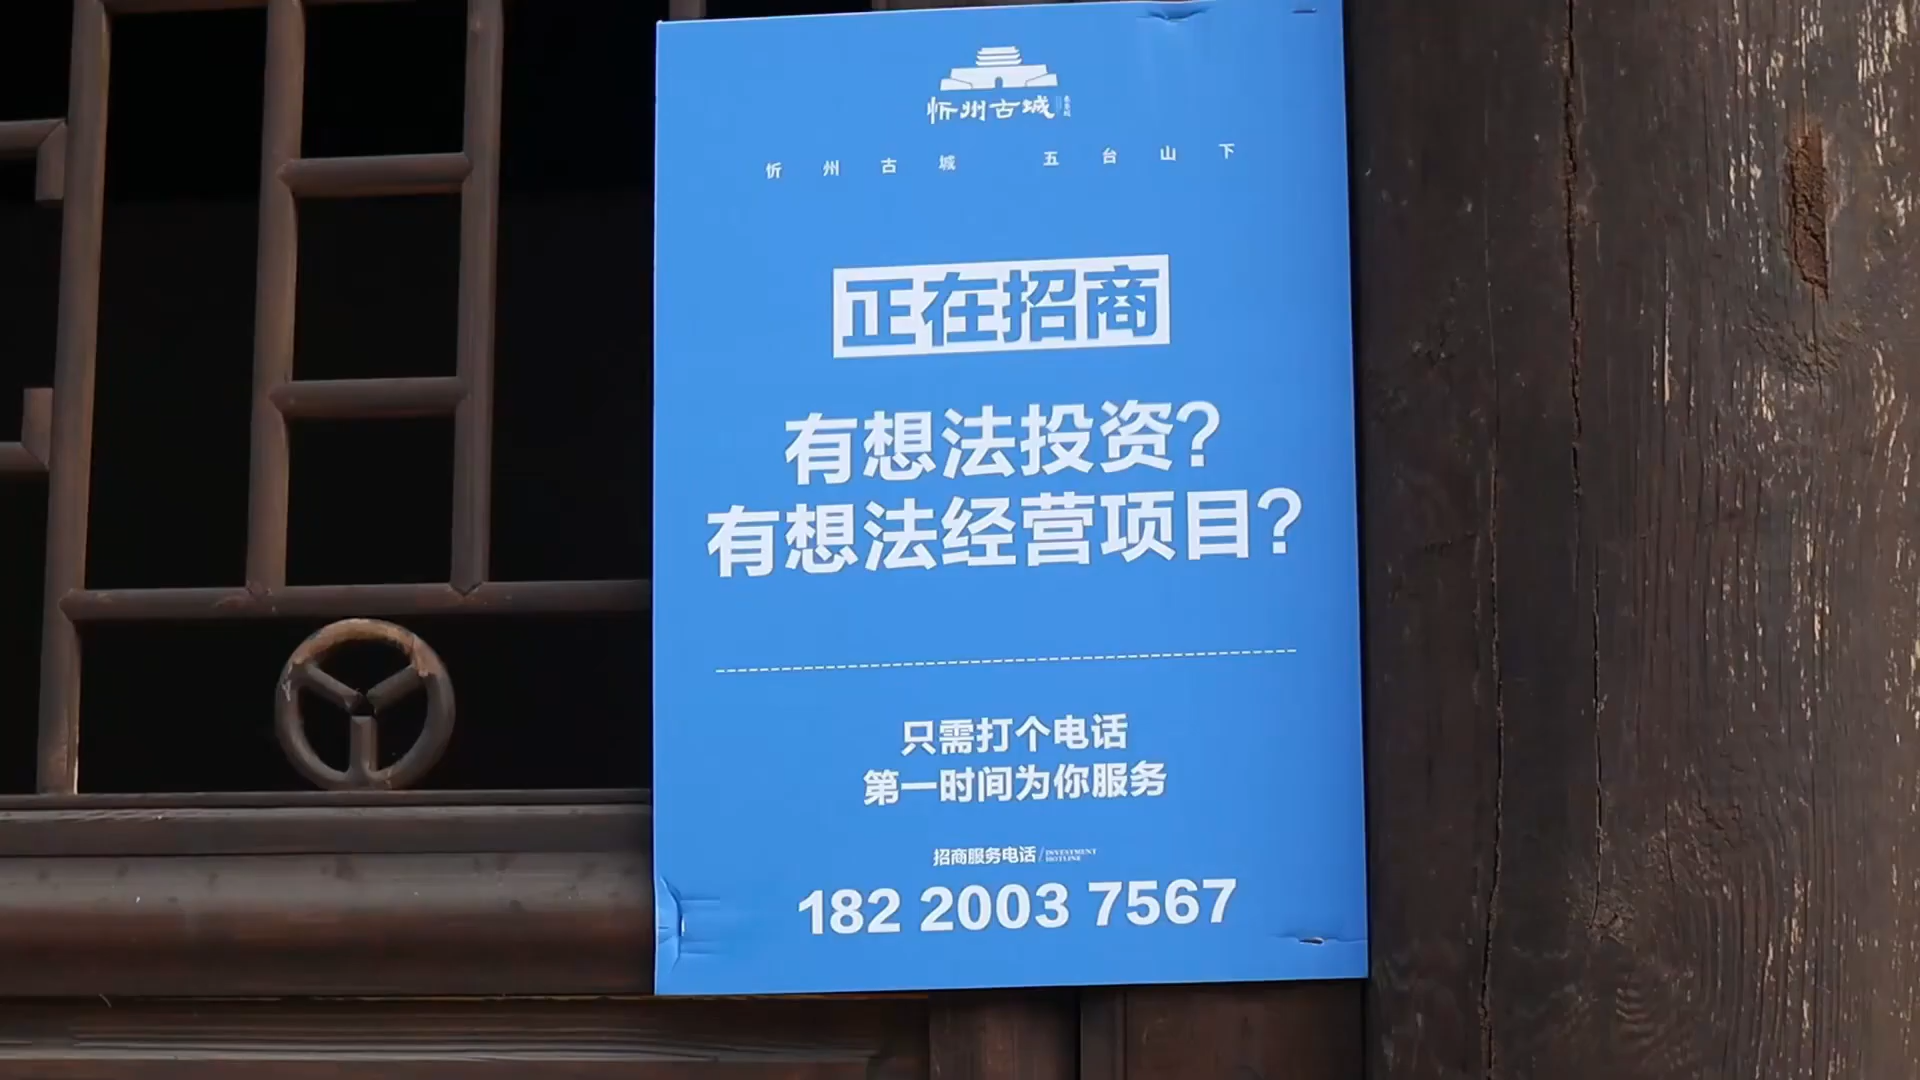 忻州古城
忻州古城 五台山下
正在招商
有想法投资?
有想法经营项目?
只需打个电话
第一时间为你服务
招商服务电话/INVESTMENT HOTLINE
182 2003 7567